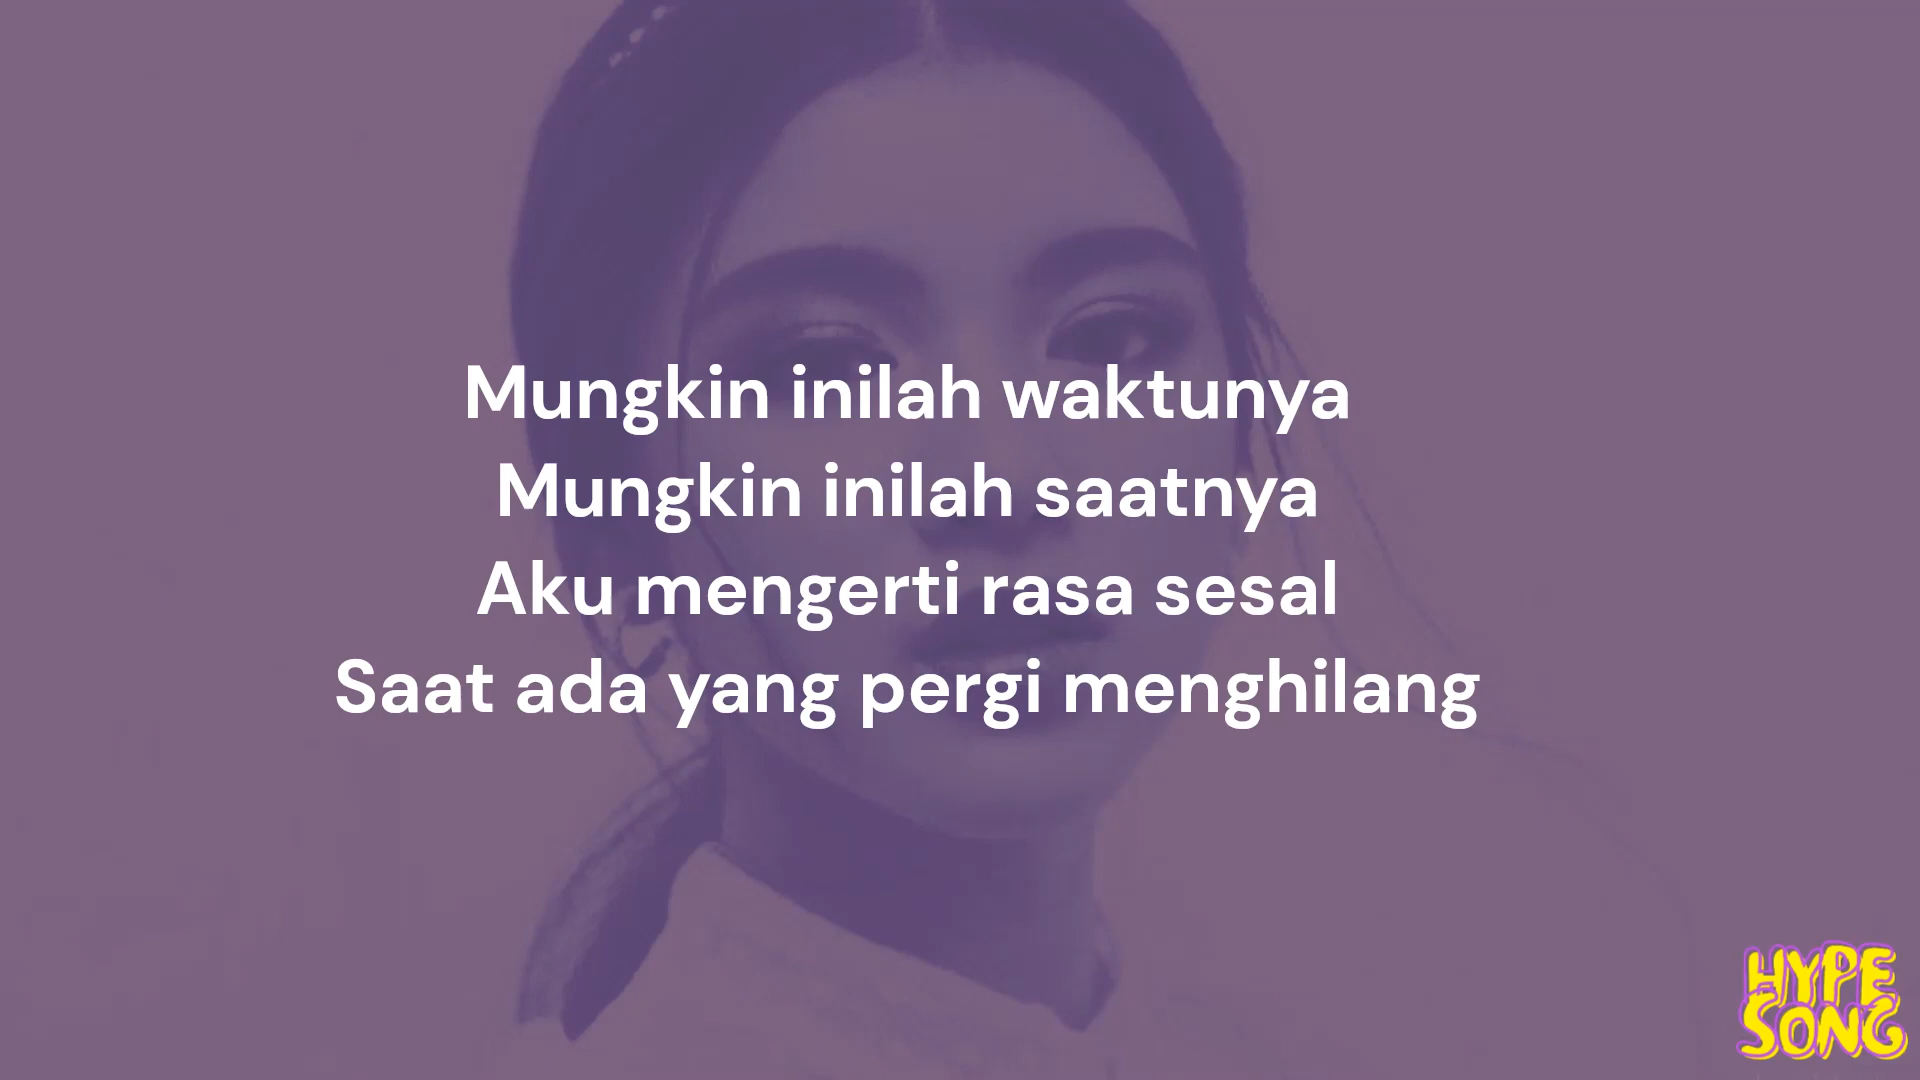 Mungkin inilah waktunya
Mungkin inilah saatnya
Aku mengerti rasa sesal
Saat ada yang pergi menghilang
HYPE
SONG